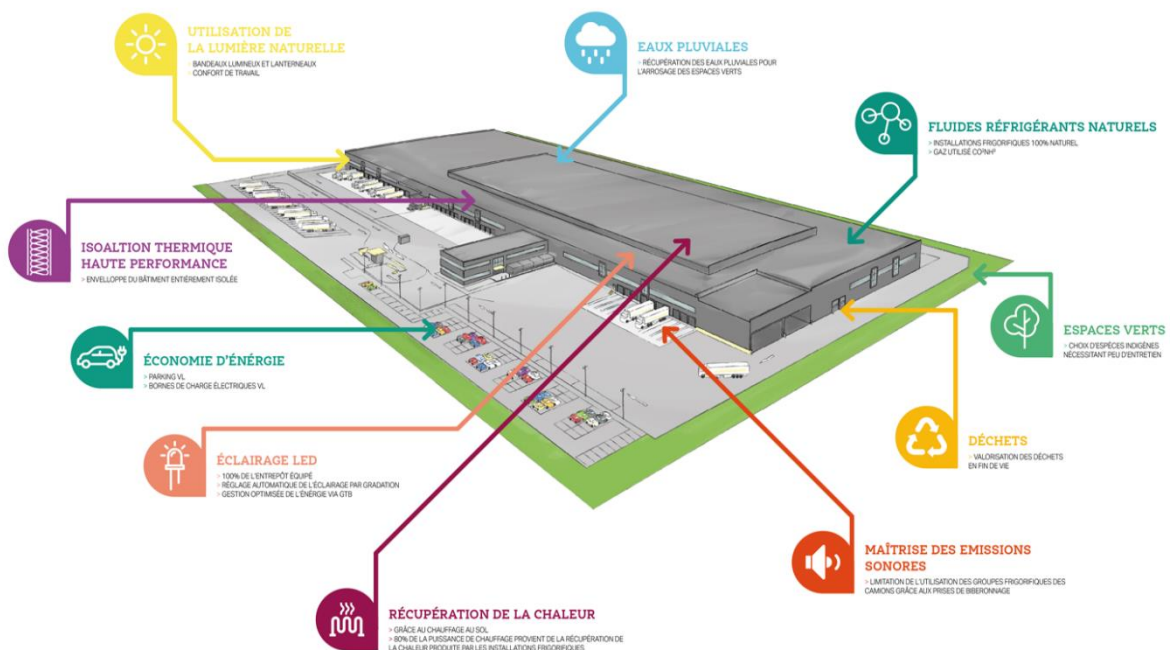 UTILISATION DE
LA LUMIÈRE NATURELLE
> BANDEAUX LUMINEUX ET LANTERNEAUX
> CONFORT DE TRAVAIL
EAUX PLUVIALES
> RÉCUPÉRATION DES EAUX PLUVIALES POUR
L'ARROSAGE DES ESPACES VERTS
FLUIDES RÉFRIGÉRANTS NATURELS
> INSTALLATIONS FRIGORIFIQUES 100% NATUREL
> GAZ UTILISÉ CO²NH³
ISOALTION THERMIQUE
HAUTE PERFORMANCE
> ENVELLOPPE DU BÂTIMENT ENTIÈREMENT ISOLÉE
ESPACES VERTS
> CHOIX D'ESPÈCES INDIGÈNES
NÉCESSITANT PEU D'ENTRETIEN
ÉCONOMIE D'ÉNERGIE
> PARKING VL
> BORNES DE CHARGE ÉLECTRIQUES VL
DÉCHETS
> VALORISATION DES DÉCHETS
EN FIN DE VIE
ÉCLAIRAGE LED
> 100% DE L'ENTREPÔT ÉQUIPÉ
> RÉGLAGE AUTOMATIQUE DE L'ÉCLAIRAGE PAR GRADATION
> GESTION OPTIMISÉE DE L'ÉNERGIE VIA GTB
MAÎTRISE DES EMISSIONS
SONORES
> LIMITATION DE L'UTILISATION DES GROUPES FRIGORIFIQUES DES
CAMIONS GRÂCE AUX PRISES DE BIBERONNAGE
RÉCUPÉRATION DE LA CHALEUR
> GRÂCE AU CHAUFFAGE AU SOL
> 80% DE LA PUISSANCE DE CHAUFFAGE PROVIENT DE LA RÉCUPÉRATION DE
LA CHALEUR PRODUITE PAR LES INSTALLATIONS FRIGORIFIQUES